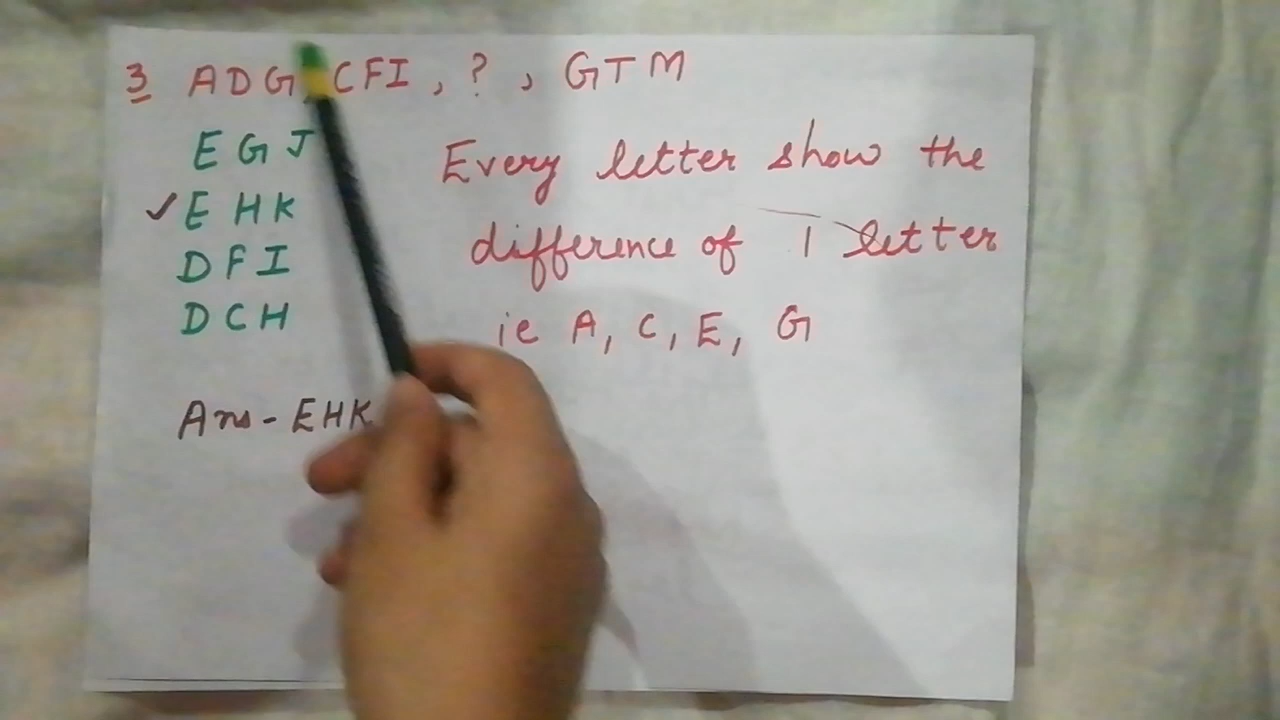 3 ADG, CFI, ?, GTM
EGJ
✓ EHK
DFI
DCH
Every letter show the
difference of 1 letter
ie A, C, E, G
Ans - EHK